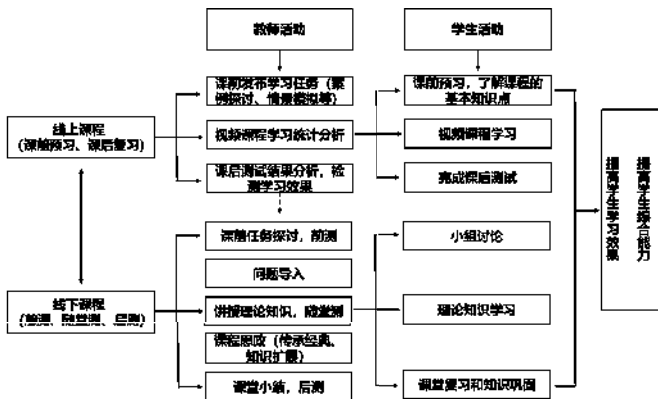 教师活动
学生活动
课前发布学习任务（案
例探讨、情景模拟等）
课前预习，了解课程的
基本知识点
线上课程
（课前预习、课后复习）
视频课程学习统计分析
视频课程学习
课后测试结果分析，检
测学习效果
完成课后测试
提高学生综合能力
提高学生学习效果
课前任务探讨，前测
小组讨论
问题导入
线下课程
（前测、随堂测、后测）
讲授理论知识，随堂测
理论知识学习
课程思政（传承经典、
知识扩展）
课堂小结，后测
课堂复习和知识巩固